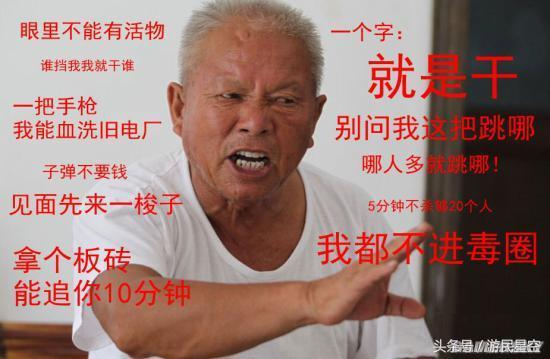 眼里不能有活物
谁挡我我就干谁
一把手枪
我能血洗旧电厂
子弹不要钱
见面先来一梭子
拿个板砖
能追你10分钟
一个字：
就是干
别问我这把跳哪
哪人多就跳哪！
5分钟不杀够20个人
我都不进毒圈
头条号／游民星空